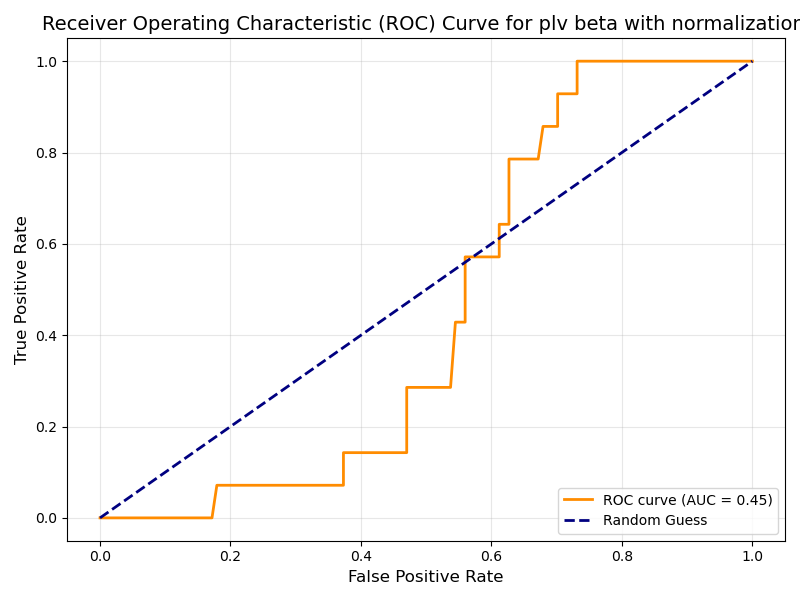 Receiver Operating Characteristic (ROC) Curve for plv beta with normalization
True Positive Rate
1.0
0.8
0.6
0.4
0.2
0.0
0.0 0.2 0.4 0.6 0.8 1.0
False Positive Rate
ROC curve (AUC = 0.45)
Random Guess